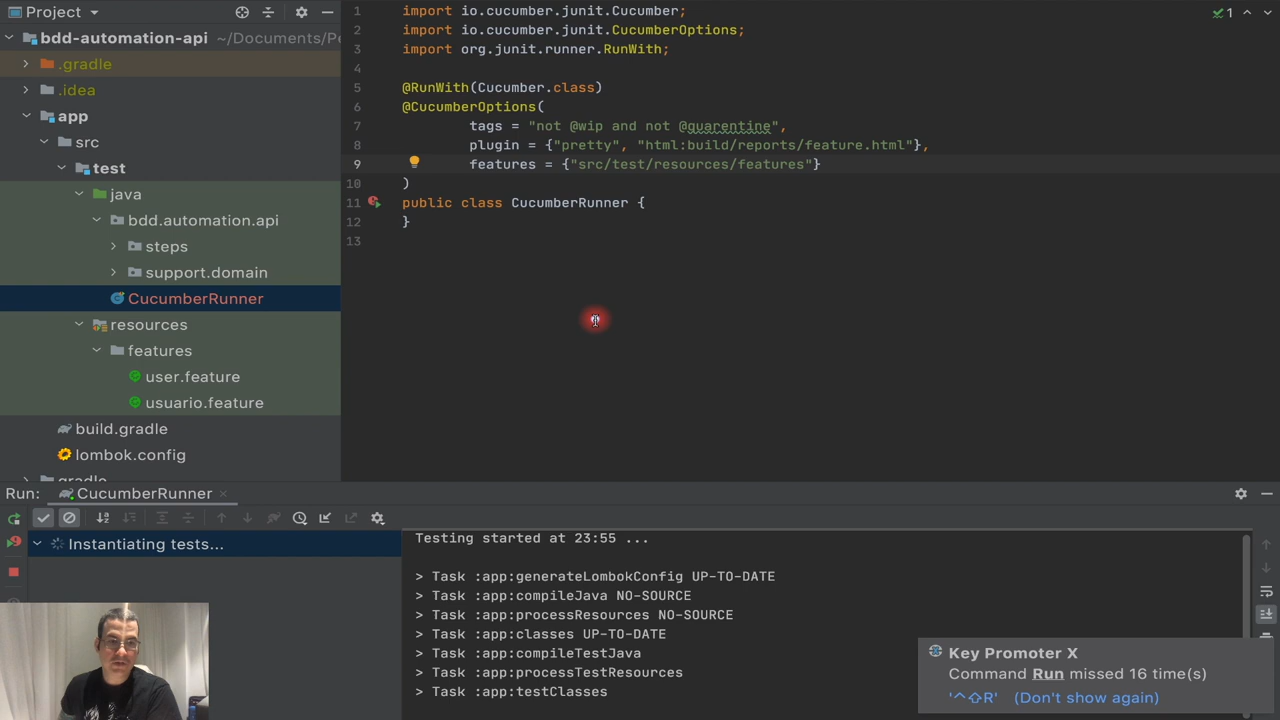 Project
bdd-automation-api ~/Documents/Pe
.gradle
.idea
app
src
test
java
bdd.automation.api
steps
support.domain
CucumberRunner
resources
features
user.feature
usuario.feature
build.gradle
lombok.config
gradle
1 import io.cucumber.junit.Cucumber;
2 import io.cucumber.junit.CucumberOptions;
3 import org.junit.runner.RunWith;
4
5 @RunWith(Cucumber.class)
6 @CucumberOptions(
7 tags = "not @wip and not @quarentine",
8 plugin = {"pretty", "html:build/reports/feature.html"},
9 features = {"src/test/resources/features"}
10 )
11 public class CucumberRunner {
12 }
13
1
Run: CucumberRunner
Instantiating tests...
Testing started at 23:55 ...
> Task :app:generateLombokConfig UP-TO-DATE
> Task :app:compileJava NO-SOURCE
> Task :app:processResources NO-SOURCE
> Task :app:classes UP-TO-DATE
> Task :app:compileTestJava
> Task :app:processTestResources
> Task :app:testClasses
Key Promoter X
Command Run missed 16 time(s)
'^⇧R' (Don't show again)